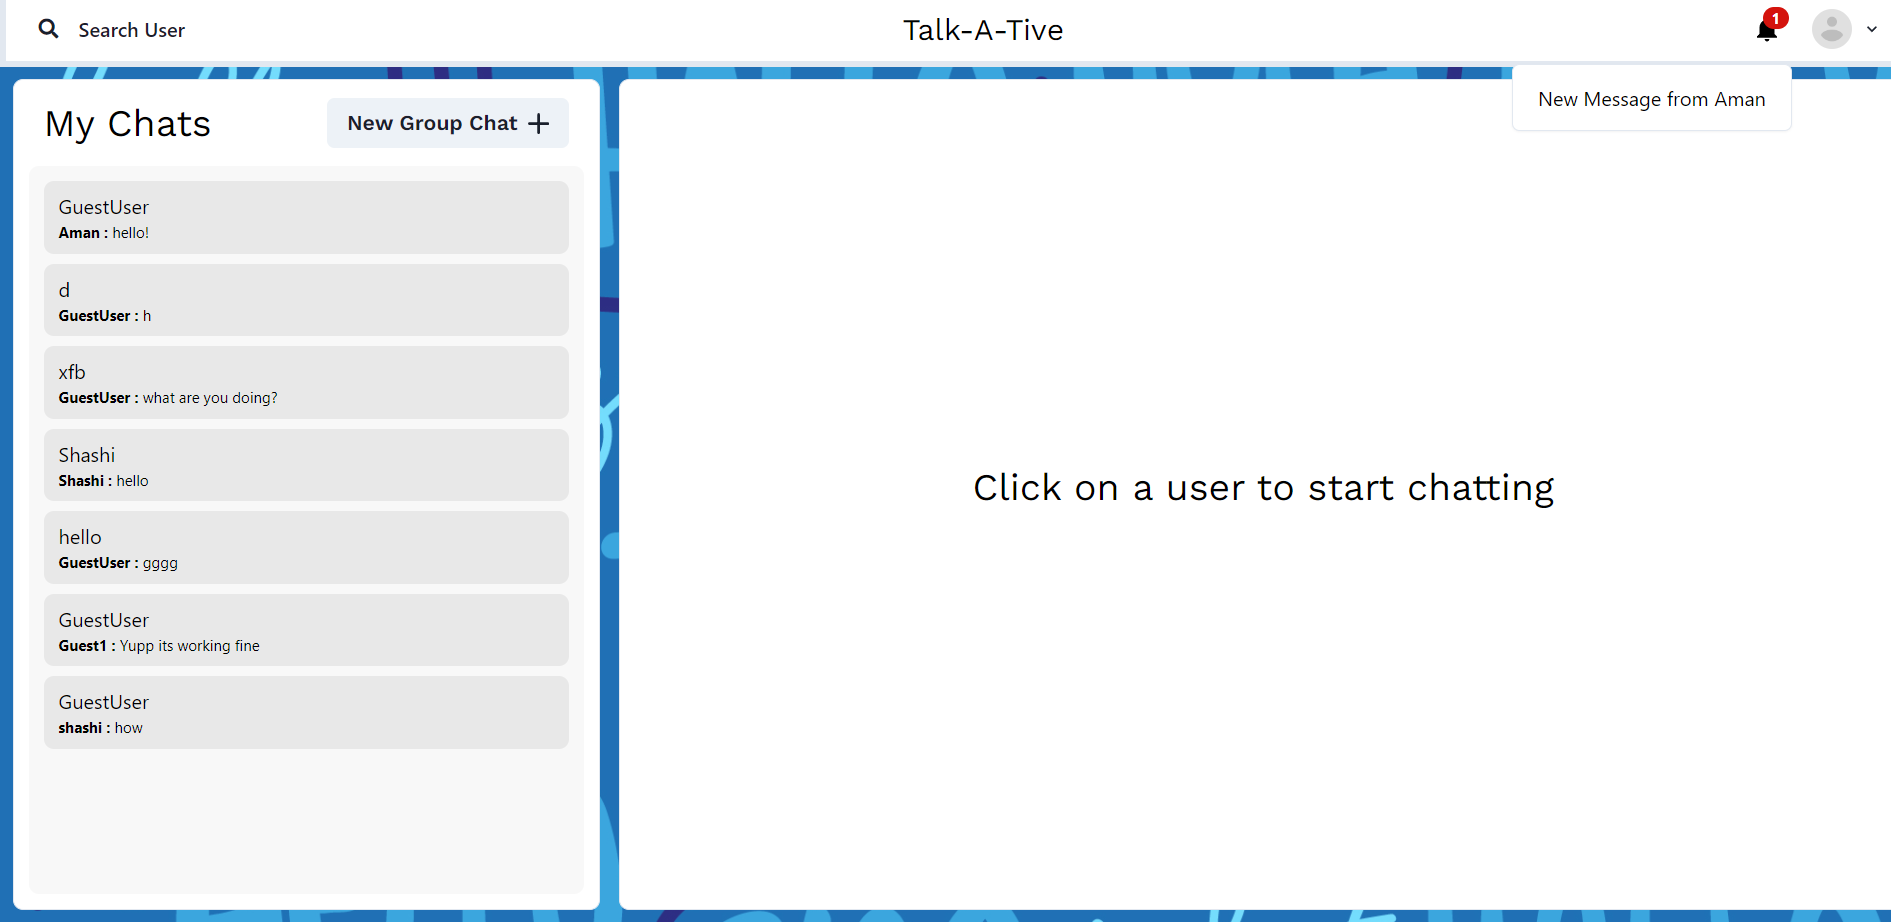 Search User
Talk-A-Tive
1
New Message from Aman
My Chats
New Group Chat
GuestUser
Aman : hello!
d
GuestUser : h
xfb
GuestUser : what are you doing?
Shashi
Shashi : hello
hello
GuestUser : gggg
GuestUser
Guest1 : Yupp its working fine
GuestUser
shashi : how
Click on a user to start chatting